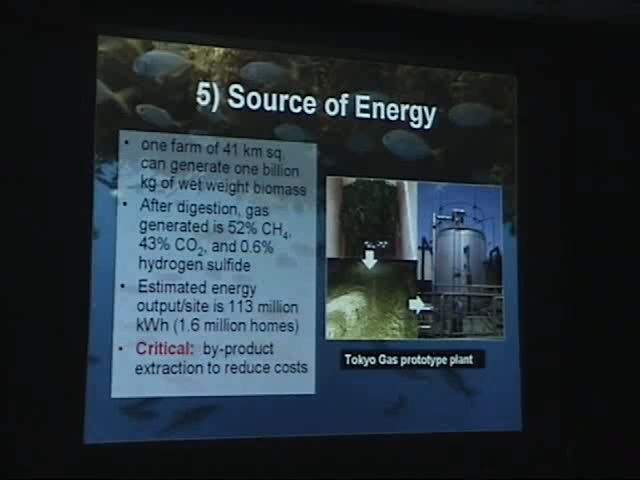 5) Source of Energy
• one farm of 41 km sq.
can generate one billion
kg of wet weight biomass
• After digestion, gas
generated is 52% CH4,
43% CO2, and 0.6%
hydrogen sulfide
• Estimated energy
output/site is 113 million
kWh (1.6 million homes)
• Critical: by-product
extraction to reduce costs
Tokyo Gas prototype plant